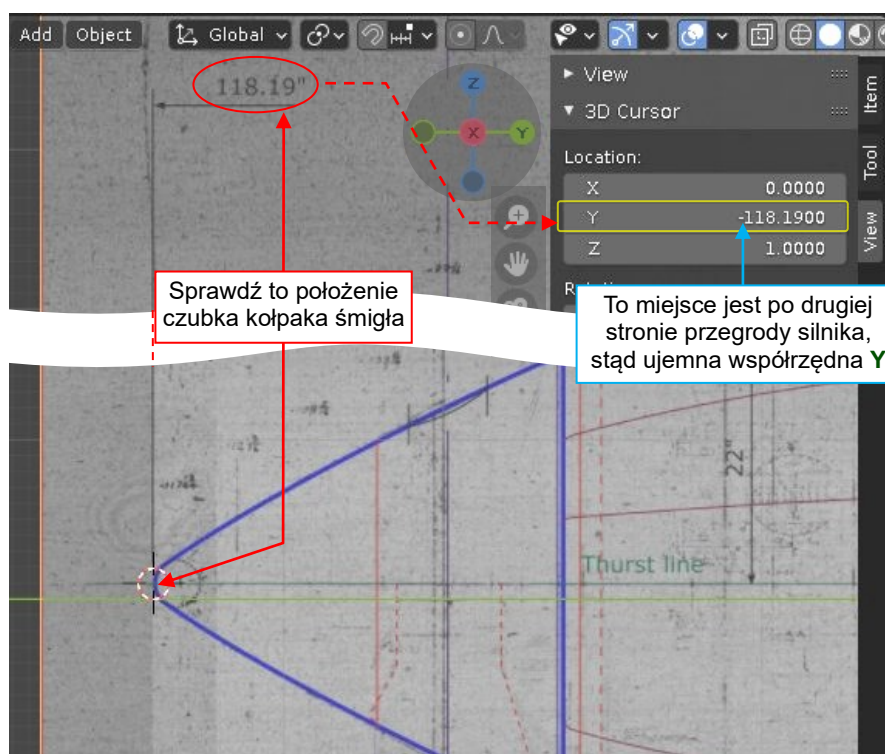 Add Object Global
118.19"
Z
X
Y
View
3D Cursor
Location:
X 0.0000
Y -118.1900
Z 1.0000
Item
Tool
View
Sprawdź to położenie
czubka kołpaka śmigła
To miejsce jest po drugiej
stronie przegrody silnika,
stąd ujemna współrzędna Y
22"
Thurst line